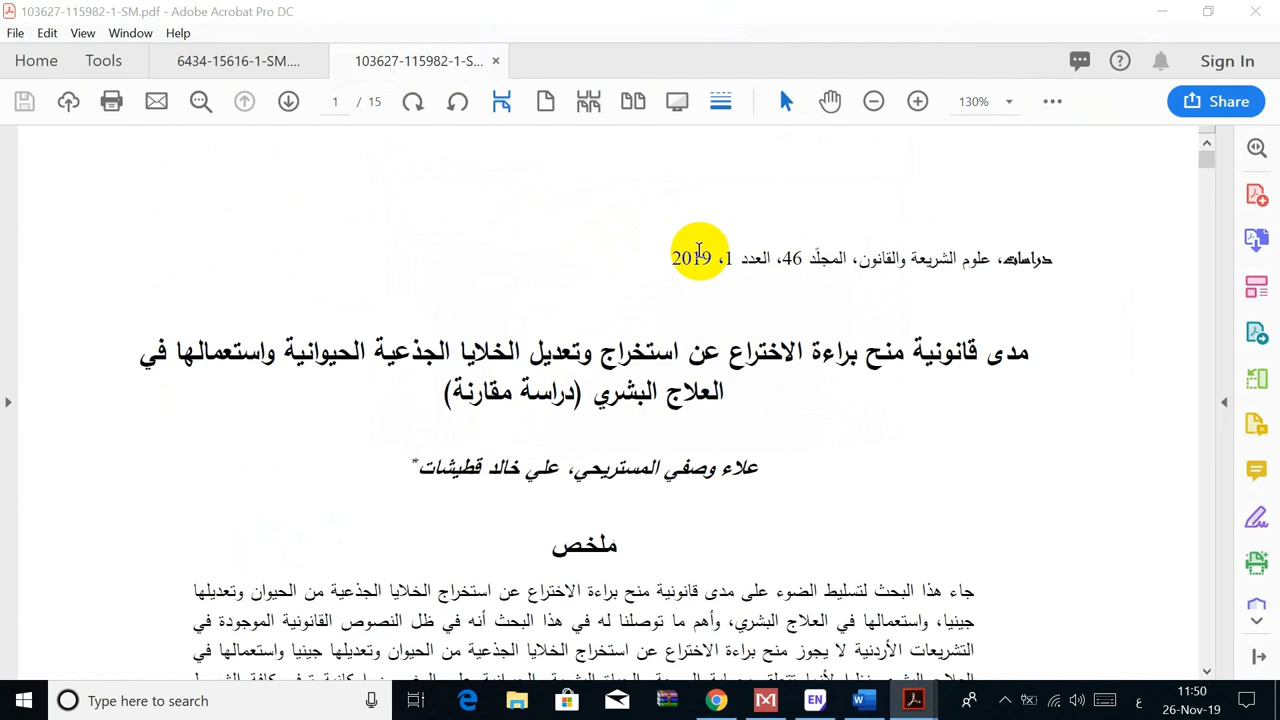 103627-115982-1-SM.pdf - Adobe Acrobat Pro DC
File Edit View Window Help
Home Tools 6434-15616-1-SM.... 103627-115982-1-S... ×
1 / 15 130% Share
Sign In
دراسات، علوم الشريعة والقانون، المجلّد 46، العدد 1، 2019
مدى قانونية منح براءة الاختراع عن استخراج وتعديل الخلايا الجذعية الحيوانية واستعمالها في
العلاج البشري (دراسة مقارنة)
علاء وصفي المستريحي، علي خالد قطيشات*
ملخص
جاء هذا البحث لتسليط الضوء على مدى قانونية منح براءة الاختراع عن استخراج الخلايا الجذعية من الحيوان وتعديلها
جينيا، واستعمالها في العلاج البشري، وأهم ما توصلنا له في هذا البحث أنه في ظل النصوص القانونية الموجودة في
التشريعات الأردنية لا يجوز منح براءة الاختراع عن استخراج الخلايا الجذعية من الحيوان وتعديلها جينيا واستعمالها في
Type here to search
EN
ع
11:50
26-Nov-19